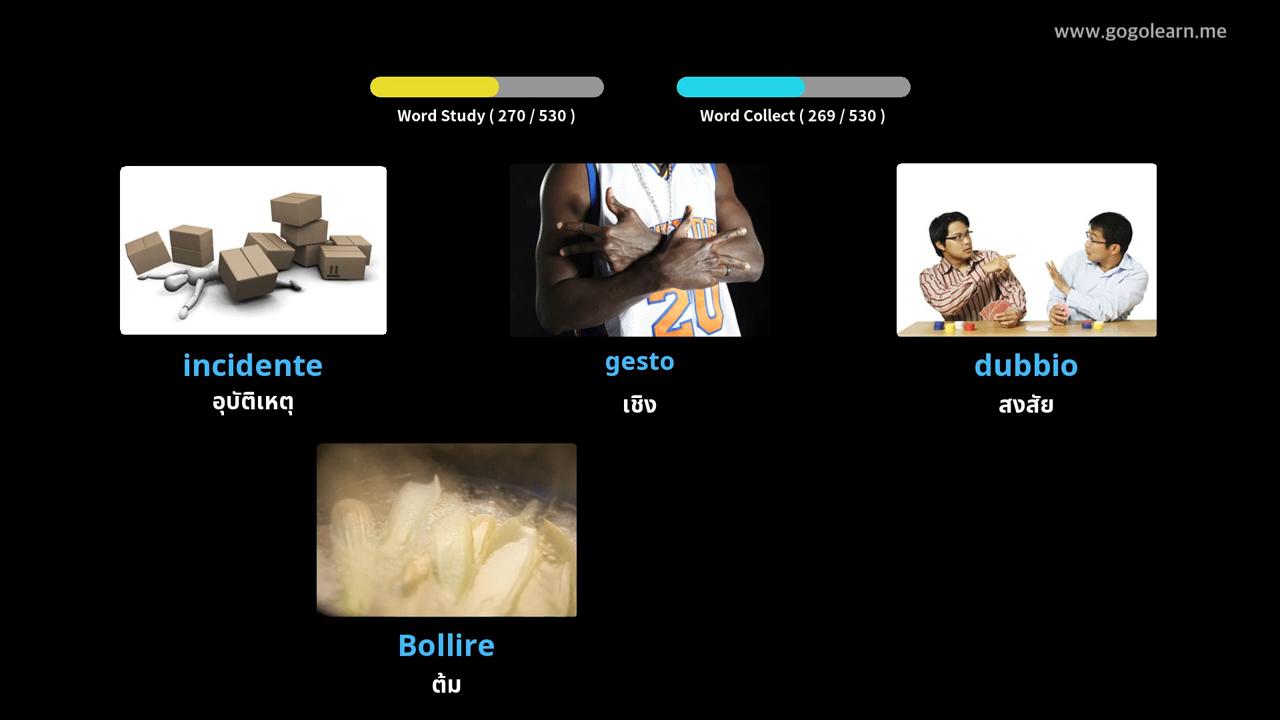 www.gogolearn.me
Word Study ( 270 / 530 )
Word Collect ( 269 / 530 )
20
incidente
อุบัติเหตุ
gesto
เชิง
dubbio
สงสัย
Bollire
ต้ม